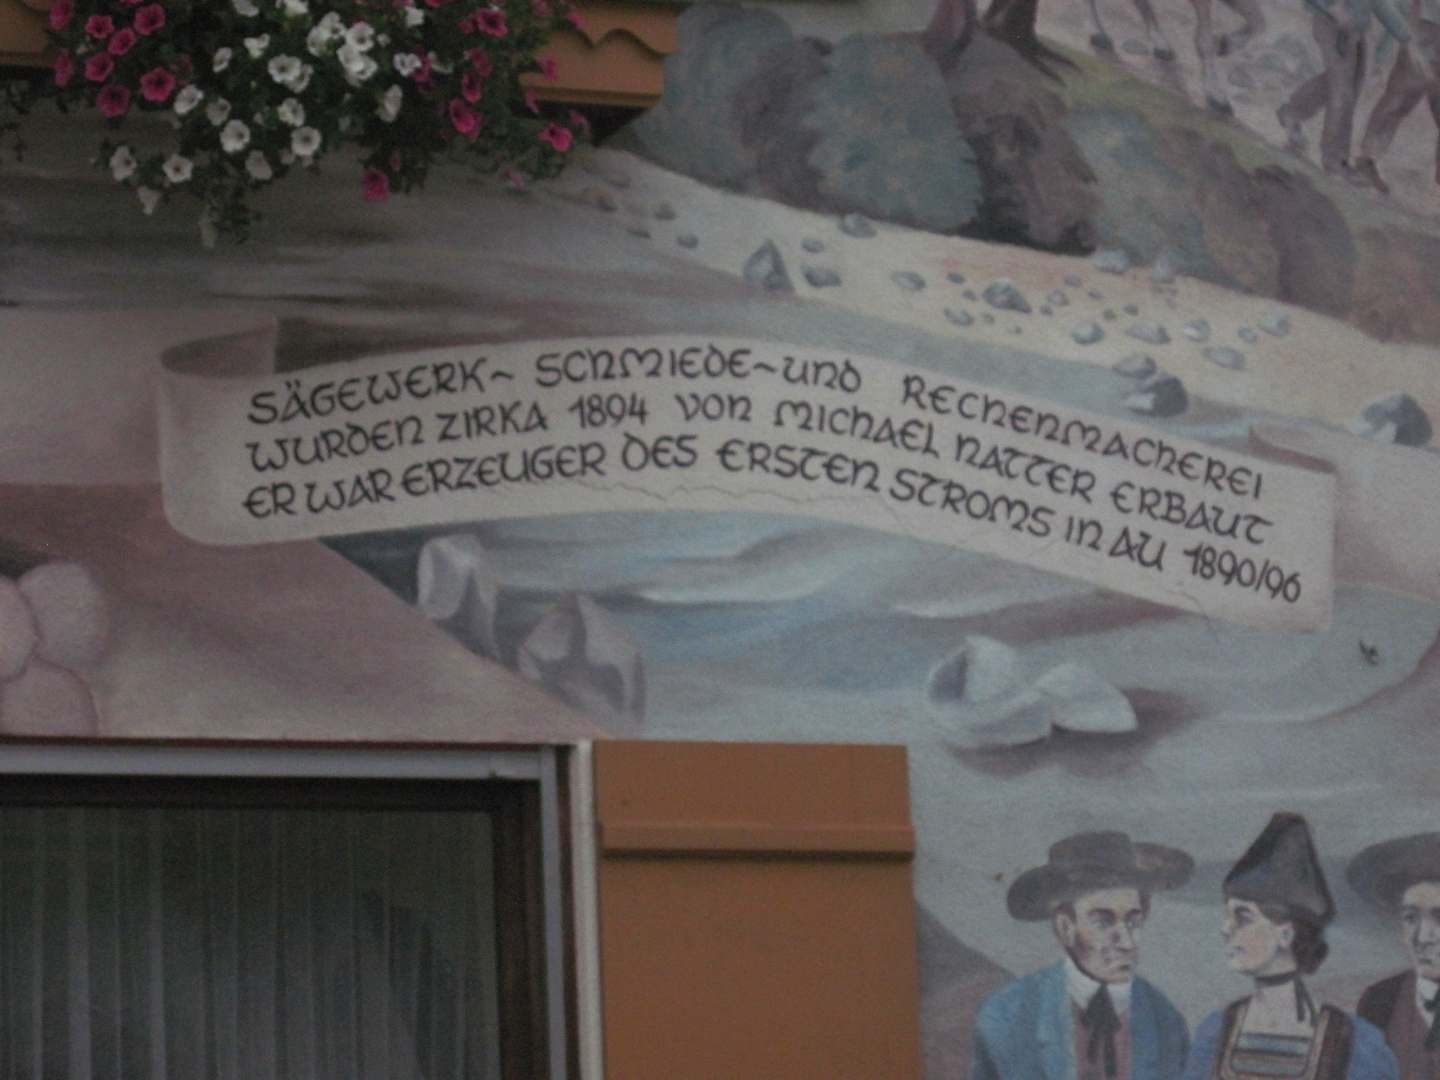 SÄGEWERK~ SCHMIEDE~UND RECHENMACHEREI
WURDEN ZIRKA 1894 VON MICHAEL NATTER ERBAUT
ER WAR ERZEUGER DES ERSTEN STROMS IN AU 1890/96